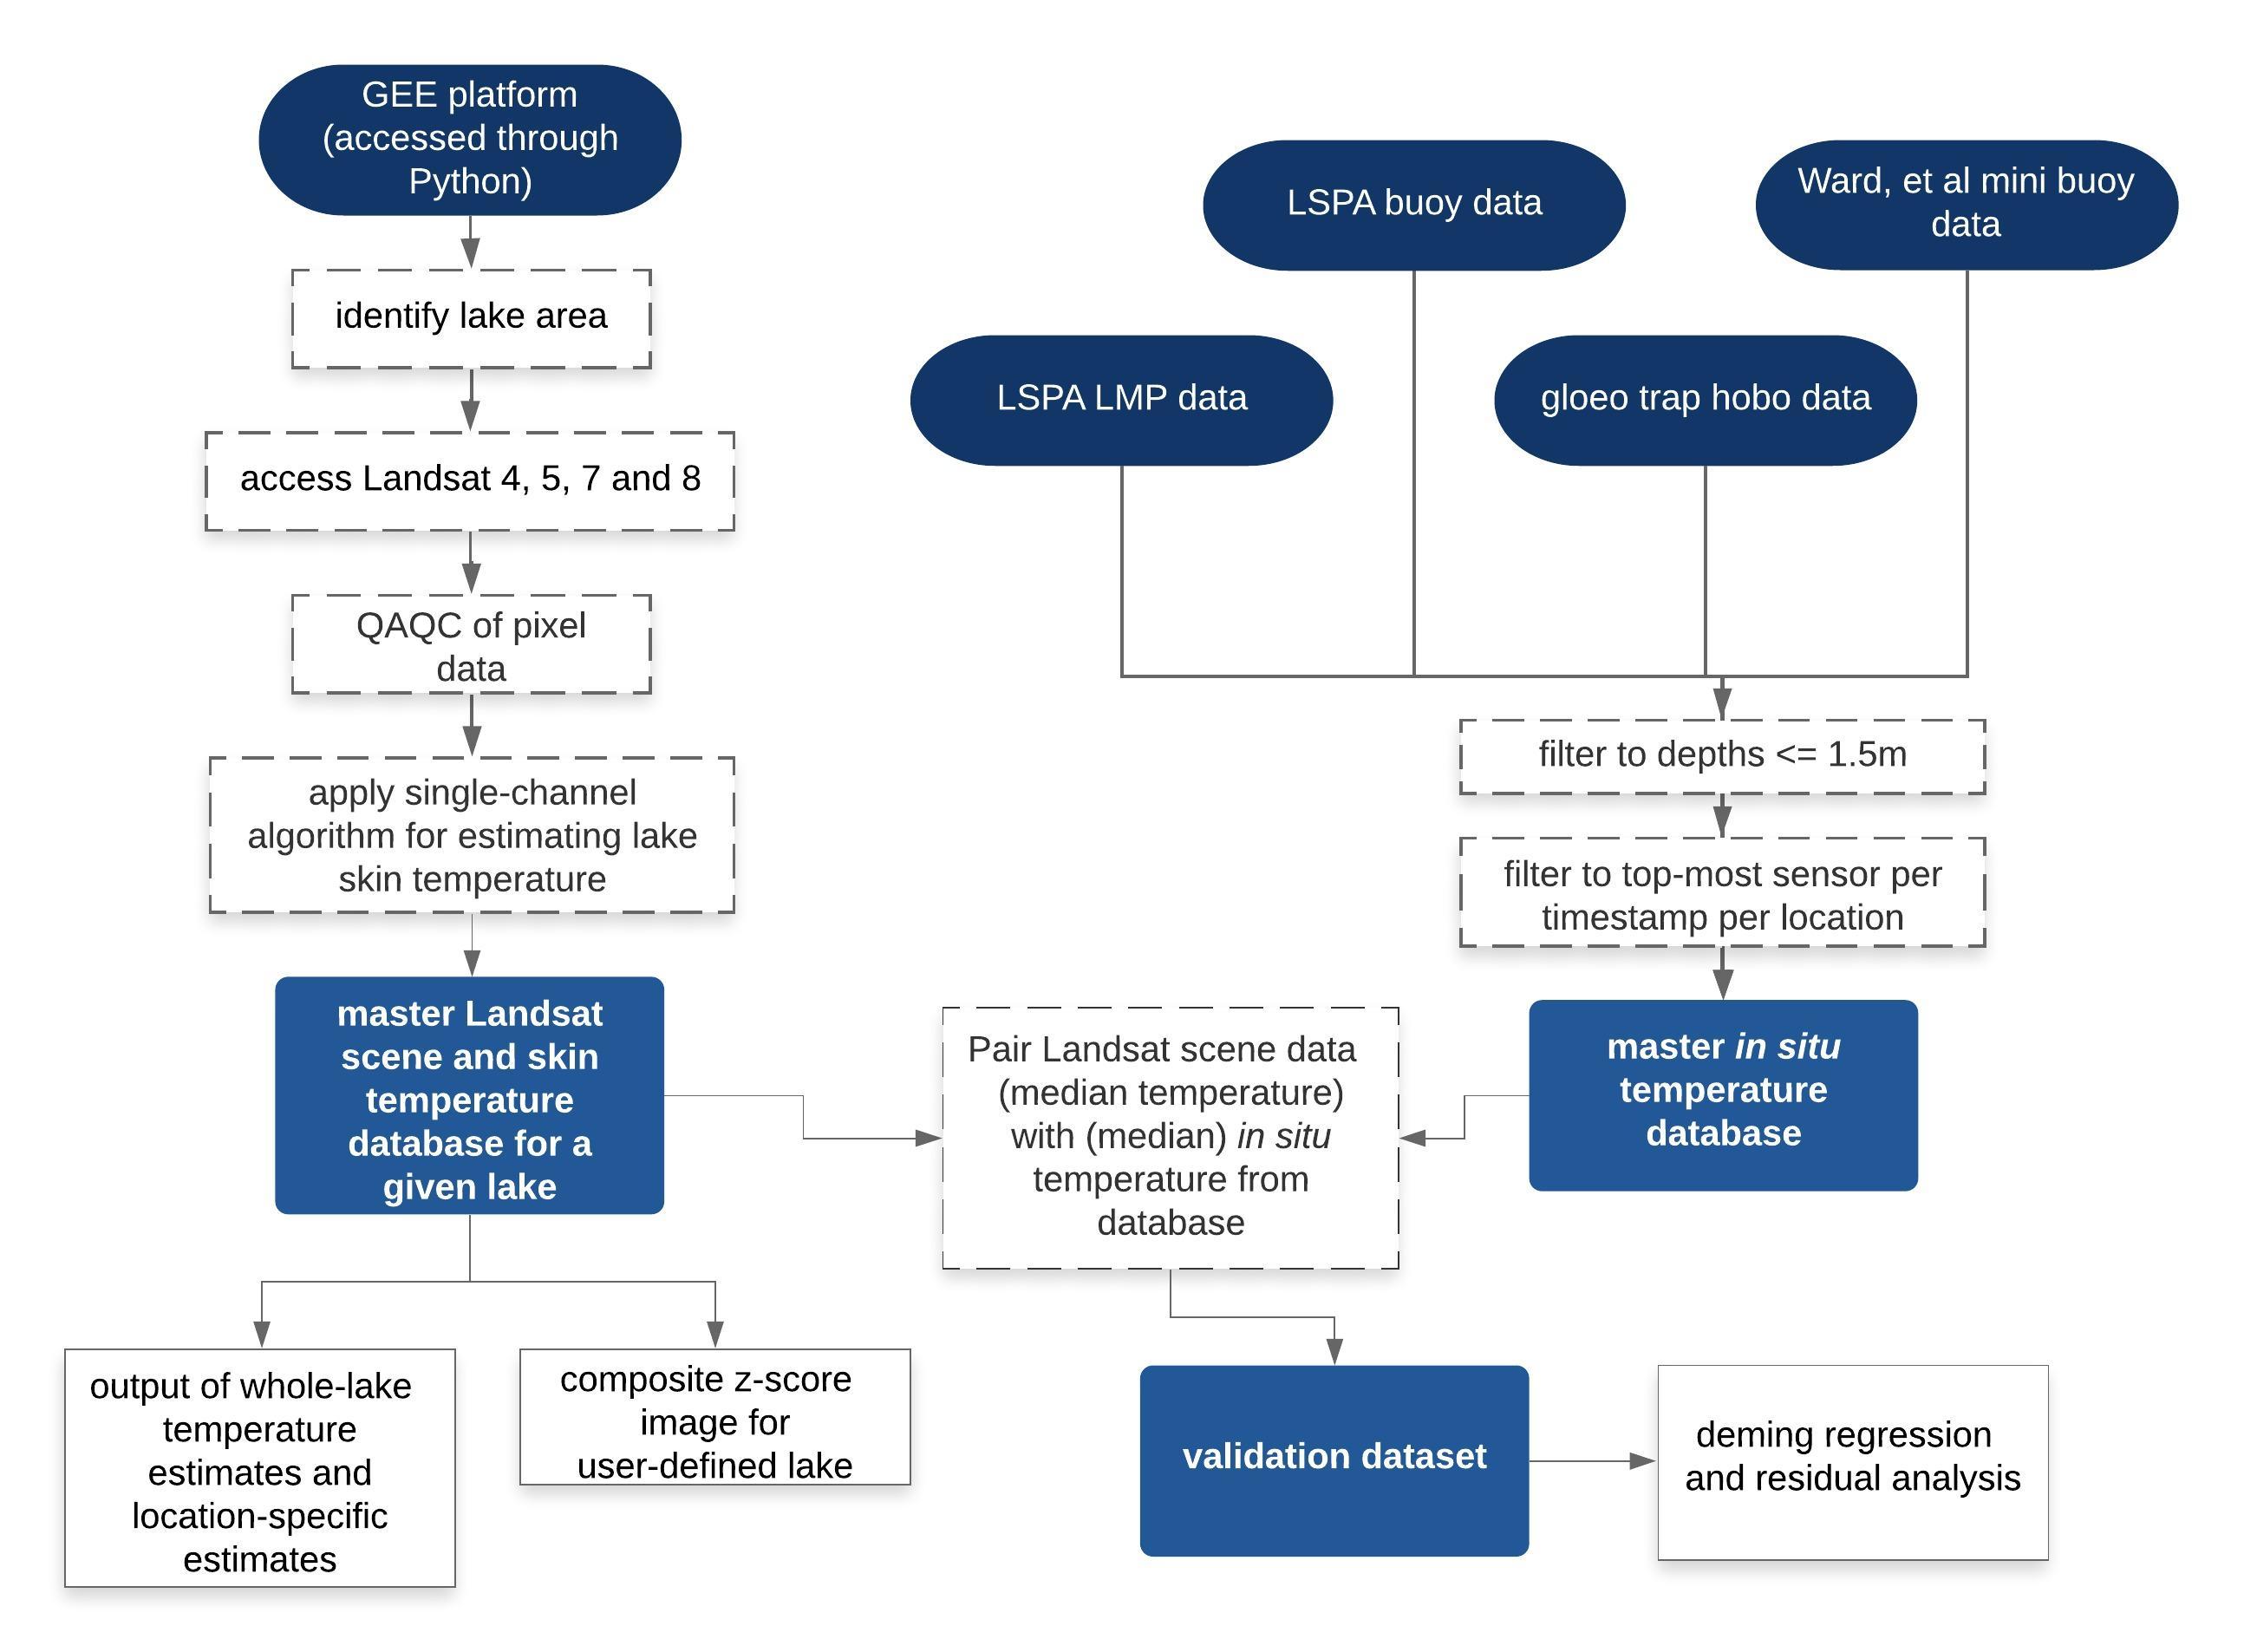 GEE platform
(accessed through
Python)
identify lake area
access Landsat 4, 5, 7 and 8
QAQC of pixel
data
apply single-channel
algorithm for estimating lake
skin temperature
master Landsat
scene and skin
temperature
database for a
given lake
output of whole-lake
temperature
estimates and
location-specific
estimates
composite z-score
image for
user-defined lake
LSPA buoy data
Ward, et al mini buoy
data
LSPA LMP data
gloeo trap hobo data
filter to depths <= 1.5m
filter to top-most sensor per
timestamp per location
master in situ
temperature
database
Pair Landsat scene data
(median temperature)
with (median) in situ
temperature from
database
validation dataset
deming regression
and residual analysis